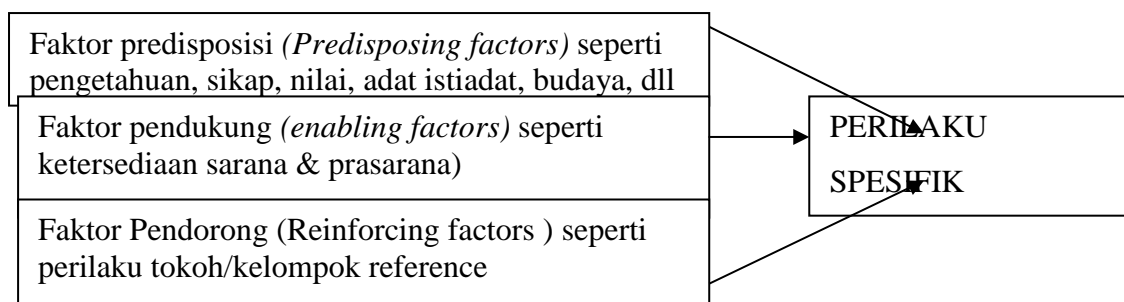 Faktor predisposisi (Predisposing factors) seperti
pengetahuan, sikap, nilai, adat istiadat, budaya, dll
Faktor pendukung (enabling factors) seperti
ketersediaan sarana & prasarana)
Faktor Pendorong (Reinforcing factors ) seperti
perilaku tokoh/kelompok reference
PERILAKU
SPESIFIK